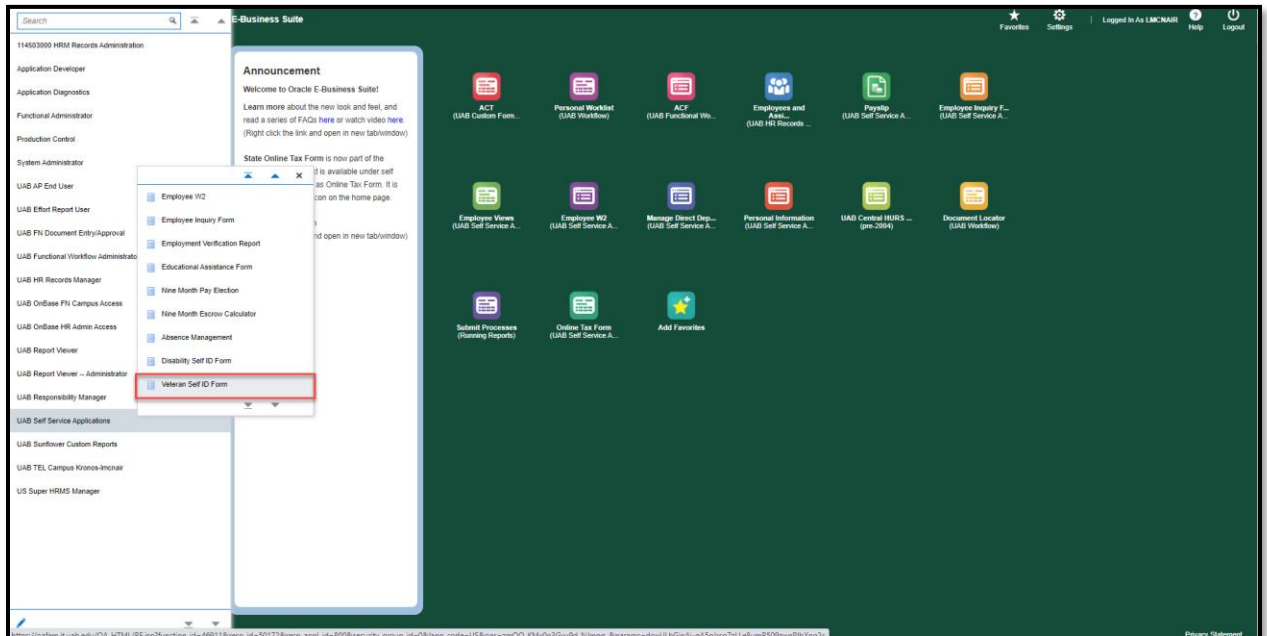 Search
E-Business Suite
Favorites
Settings
Logged In As LMCNAIR
Help
Logout
114503000 HRM Records Administration
Application Developer
Application Diagnostics
Functional Administrator
Production Control
System Administrator
UAB AP End User
UAB Effort Report User
UAB FN Document Entry/Approval
UAB Functional Workflow Administrato
UAB HR Records Manager
UAB OnBase FN Campus Access
UAB OnBase HR Admin Access
UAB Report Viewer
UAB Report Viewer -- Administrator
UAB Responsibility Manager
UAB Self Service Applications
UAB Sunflower Custom Reports
UAB TEL Campus Kronos-lmcnair
US Super HRMS Manager
Employee W2
Employee Inquiry Form
Employment Verification Report
Educational Assistance Form
Nine Month Pay Election
Nine Month Escrow Calculator
Absence Management
Disability Self ID Form
Veteran Self ID Form
Announcement
Welcome to Oracle E-Business Suite!
Learn more about the new look and feel, and
read a series of FAQs here or watch video here.
(Right click the link and open in new tab/window)
State Online Tax Form is now part of the
d is available under self
as Online Tax Form. It is
con on the home page.
nd open in new tab/window)
ACT
(UAB Custom Form...
Personal Worklist
(UAB Workflow)
ACF
(UAB Functional Wo...
Employees and
Assi...
(UAB HR Records ...
Payslip
(UAB Self Service A...
Employee Inquiry F...
(UAB Self Service A...
Employee Views
(UAB Self Service A...
Employee W2
(UAB Self Service A...
Manage Direct Dep...
(UAB Self Service A...
Personal Information
(UAB Self Service A...
UAB Central HURS ...
(pre-2004)
Document Locator
(UAB Workflow)
Submit Processes
(Running Reports)
Online Tax Form
(UAB Self Service A...
Add Favorites
Privacy Statement